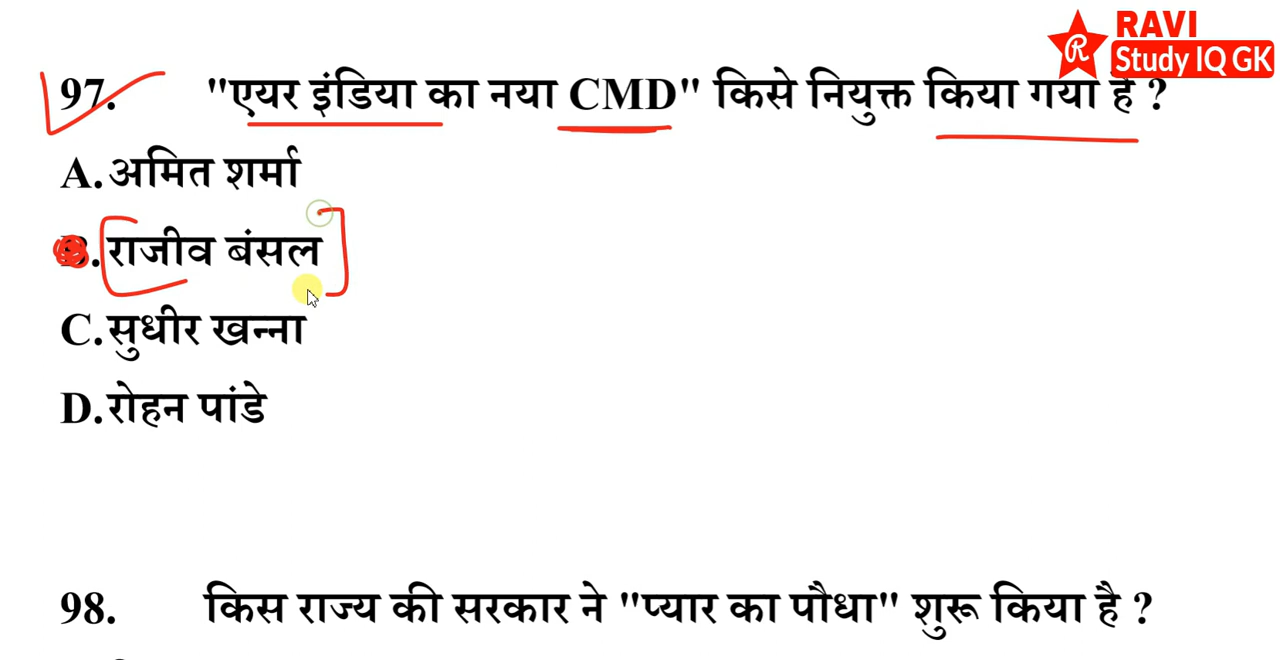 RAVI
Study IQ GK
97. "एयर इंडिया का नया CMD" किसे नियुक्त किया गया है ?
A. अमित शर्मा
B. राजीव बंसल
C. सुधीर खन्ना
D. रोहन पांडे
98. किस राज्य की सरकार ने "प्यार का पौधा" शुरू किया है ?